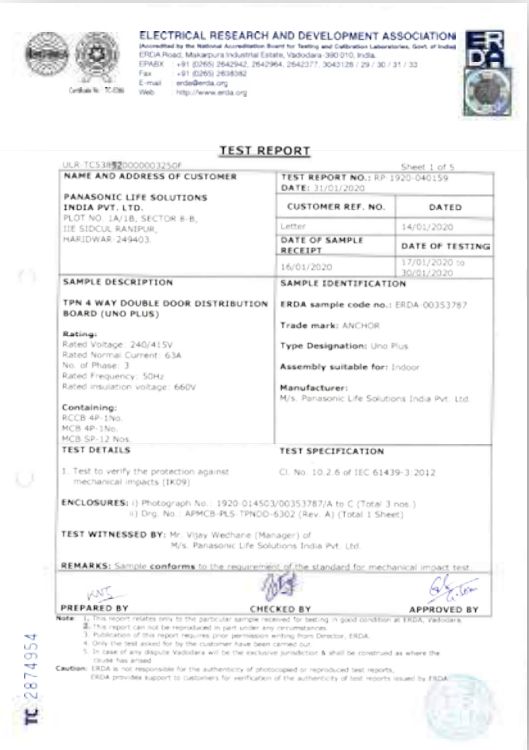 ELECTRICAL RESEARCH AND DEVELOPMENT ASSOCIATION
(Accredited by the National Accreditation Board for Testing and Calibration Laboratories, Govt. of India)
ERDA Road, Makarpura Industrial Estate, Vadodara-390 010, India.
EPABX : +91 (0265) 2642942, 2642964, 2642377, 3043128 / 29 / 30 / 31 / 33
Fax : +91 (0265) 2638382
E-mail : erda@erda.org
Web : http://www.erda.org
ERDA
Certificate No. TC-5386
TEST REPORT
Sheet 1 of 5
NAME AND ADDRESS OF CUSTOMER
TEST REPORT NO.: RP-1920-040159
DATE: 31/01/2020
PANASONIC LIFE SOLUTIONS
INDIA PVT. LTD.
PLOT NO. 1A/1B, SECTOR 8-B,
IIE SIDCUL RANIPUR,
HARIDWAR 249403.
CUSTOMER REF. NO. DATED
Letter 14/01/2020
DATE OF SAMPLE RECEIPT DATE OF TESTING
16/01/2020 17/01/2020 to 30/01/2020
SAMPLE DESCRIPTION
SAMPLE IDENTIFICATION
TPN 4 WAY DOUBLE DOOR DISTRIBUTION
BOARD (UNO PLUS)
Rating:
Rated Voltage: 240/415V
Rated Normal Current: 63A
No. of Phase: 3
Rated Frequency: 50Hz
Rated insulation voltage: 660V
Containing:
RCCB 4P-1No.
MCB 4P-1No.
MCB SP-12 Nos.
ERDA sample code no.: ERDA-00353787
Trade mark: ANCHOR
Type Designation: Uno Plus
Assembly suitable for: Indoor
Manufacturer:
M/s. Panasonic Life Solutions India Pvt. Ltd.
TEST DETAILS
TEST SPECIFICATION
1. Test to verify the protection against
mechanical impacts (IK09)
Cl. No. 10.2.6 of IEC 61439-3:2012
ENCLOSURES: i) Photograph No.: 1920-014503/00353787/A to C (Total 3 nos.)
ii) Drg. No.: APMCB-PLS-TPNDD-6302 (Rev. A) (Total 1 Sheet)
TEST WITNESSED BY: Mr. Vijay Wedhane (Manager) of
M/s. Panasonic Life Solutions India Pvt. Ltd.
REMARKS: Sample conforms to the requirement of the standard for mechanical impact test.
PREPARED BY CHECKED BY APPROVED BY
Note 1. This report relates only to the particular sample received for testing in good condition at ERDA, Vadodara.
2. This report can not be reproduced in part under any circumstances.
3. Publication of this report requires prior permission writing from Director, ERDA.
4. Only the test asked for by the customer have been carried out.
5. In case of any dispute Vadodara will be the exclusive jurisdiction & shall be construed as where the
cause has arised.
Caution: ERDA is not responsible for the authenticity of photocopied or reproduced test reports.
ERDA provides support to customers for verification of the authenticity of test reports issued by ERDA.
TC 2874954